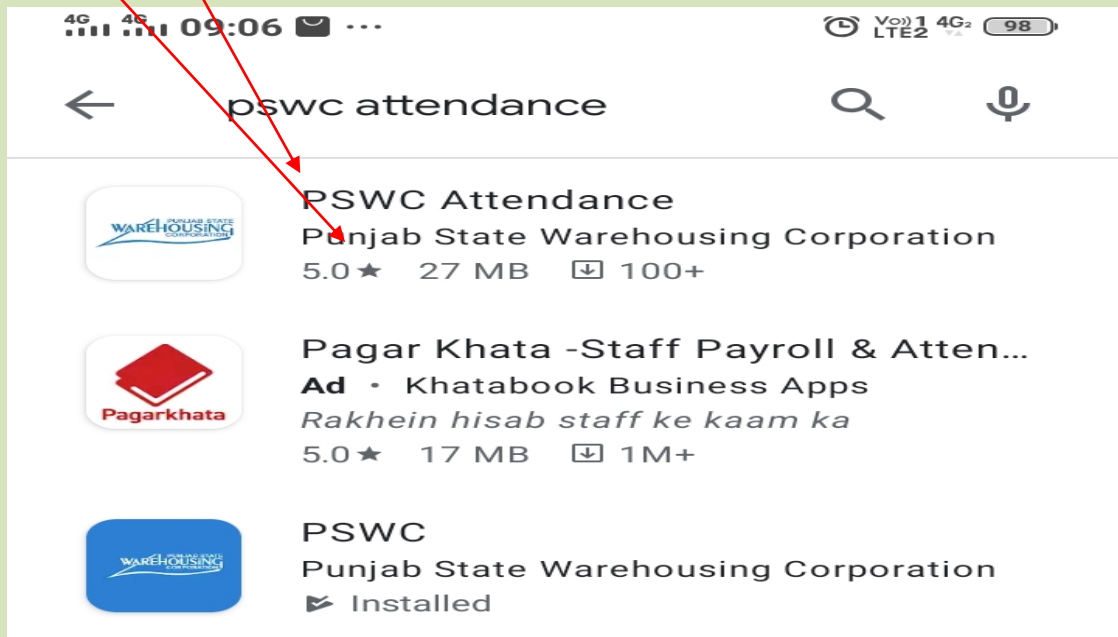 4G 4G 09:06 ... Vo)) 1 LTE2 4G2 98
pswc attendance
PUNJAB STATE
WAREHOUSING
CORPORATION
PSWC Attendance
Punjab State Warehousing Corporation
5.0★ 27 MB 100+
Pagarkhata
Pagar Khata -Staff Payroll & Atten...
Ad • Khatabook Business Apps
Rakhein hisab staff ke kaam ka
5.0★ 17 MB 1M+
PUNJAB STATE
WAREHOUSING
CORPORATION
PSWC
Punjab State Warehousing Corporation
Installed